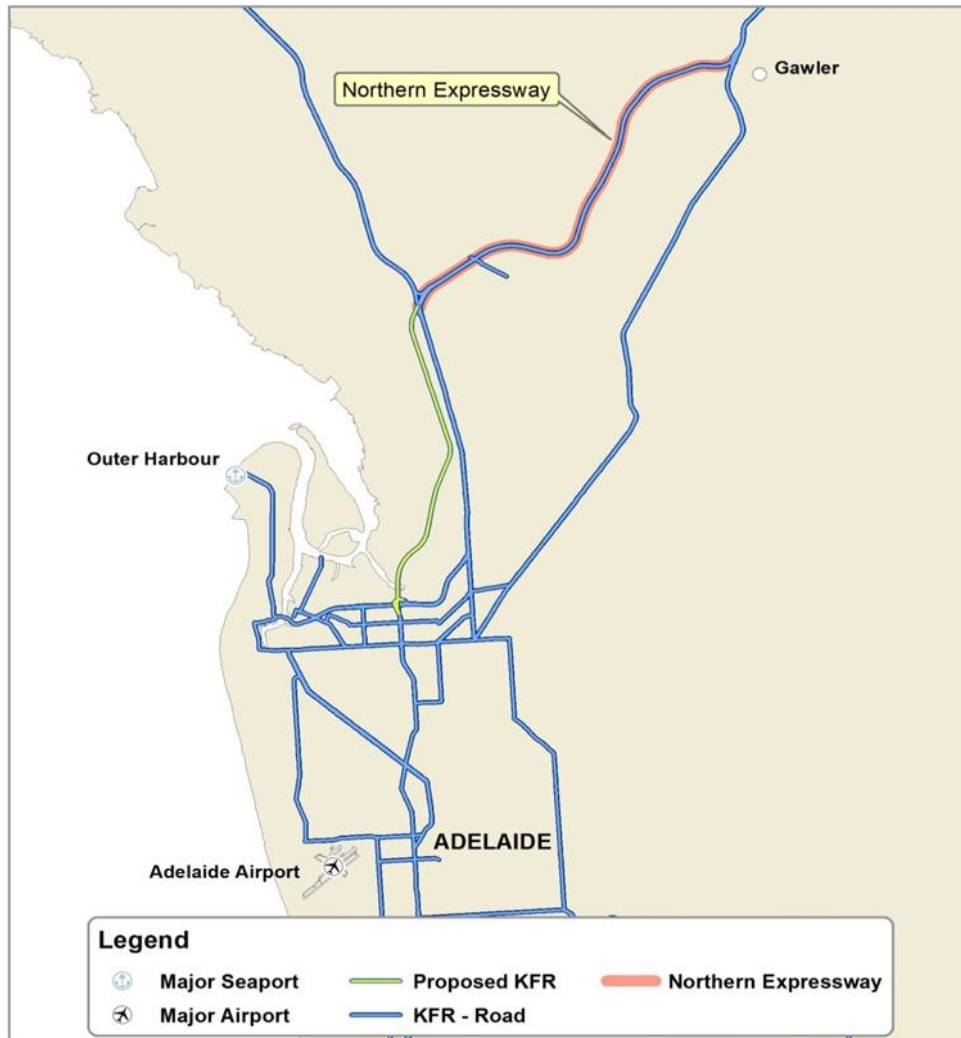 Gawler
Northern Expressway
Outer Harbour
ADELAIDE
Adelaide Airport
Legend
Major Seaport
Proposed KFR
Northern Expressway
Major Airport
KFR - Road